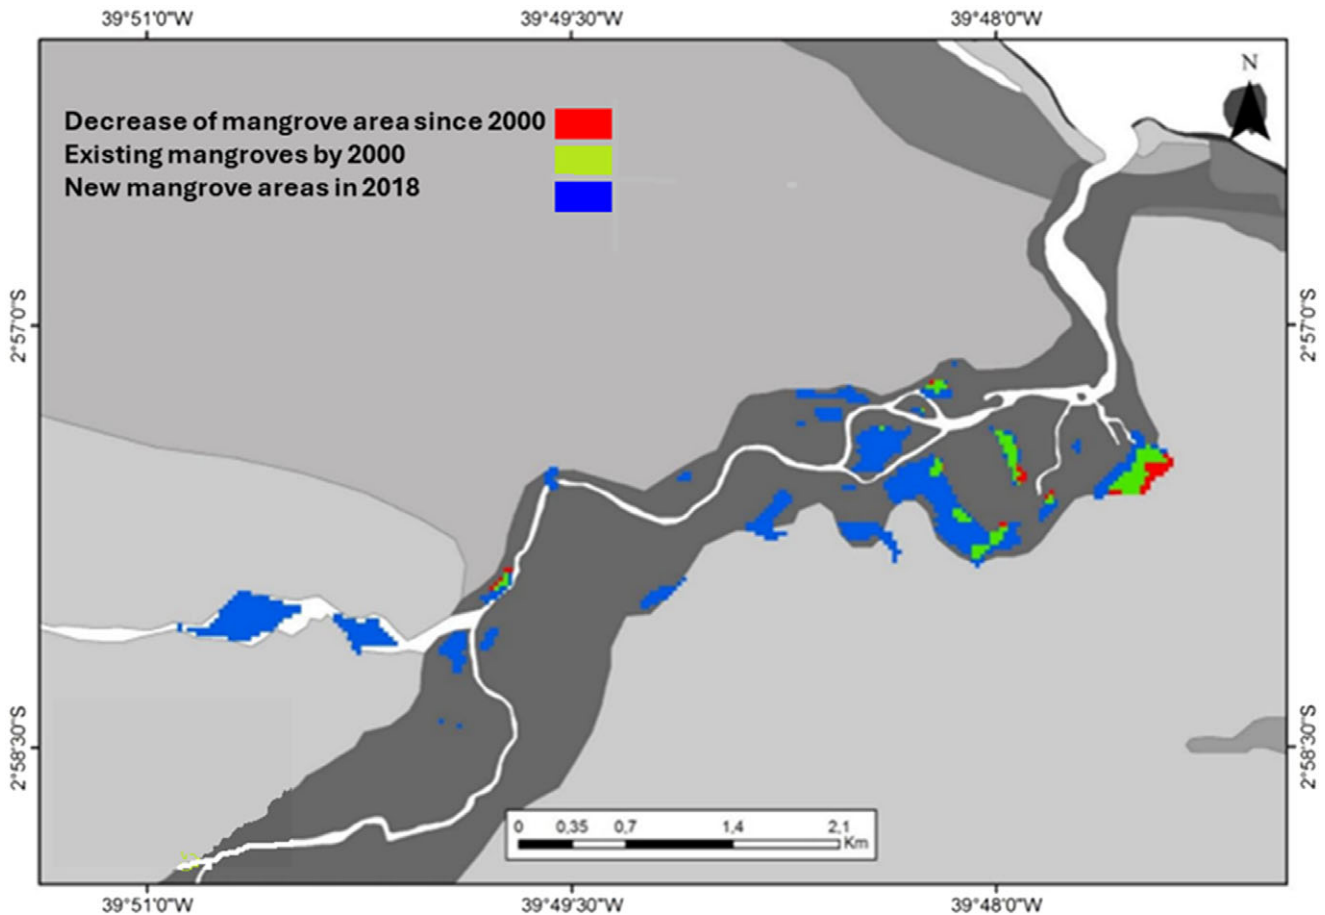 39°51'0"W 39°49'30"W 39°48'0"W
N
Decrease of mangrove area since 2000
Existing mangroves by 2000
New mangrove areas in 2018
2°57'0"S 2°57'0"S
2°58'30"S 2°58'30"S
0 0,35 0,7 1,4 2,1
Km
39°51'0"W 39°49'30"W 39°48'0"W